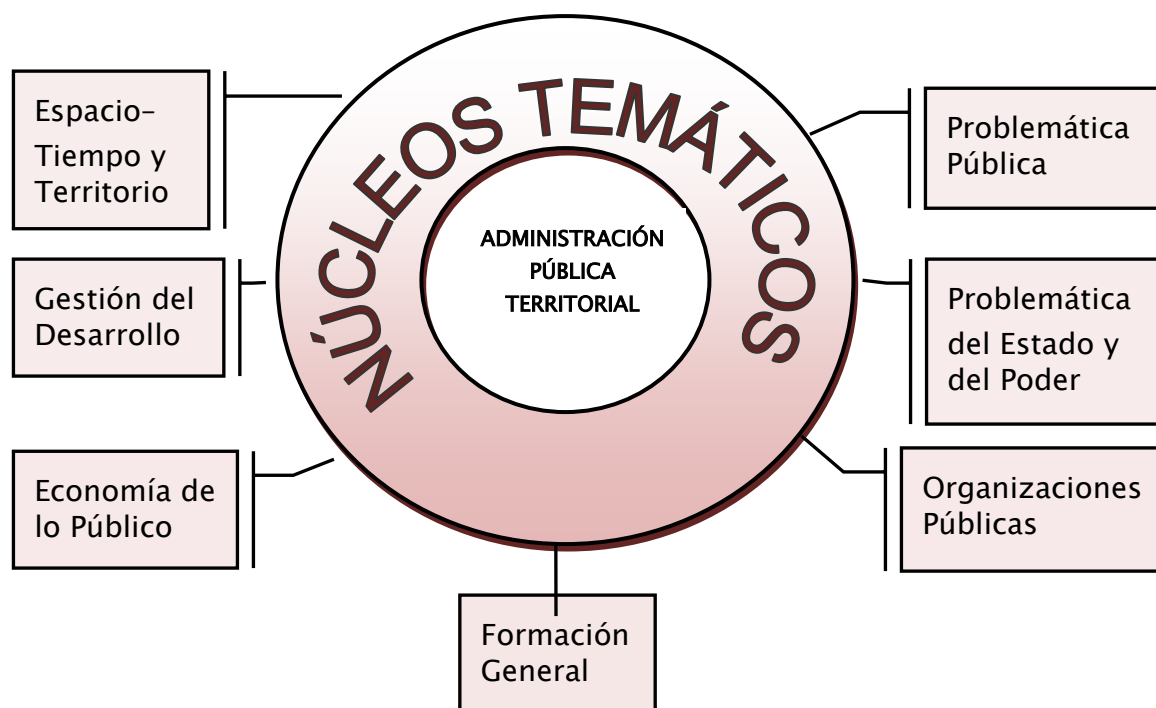 NÚCLEOS TEMÁTICOS
ADMINISTRACIÓN
PÚBLICA
TERRITORIAL
Espacio-
Tiempo y
Territorio
Gestión del
Desarrollo
Economía de
lo Público
Formación
General
Problemática
Pública
Problemática
del Estado y
del Poder
Organizaciones
Públicas